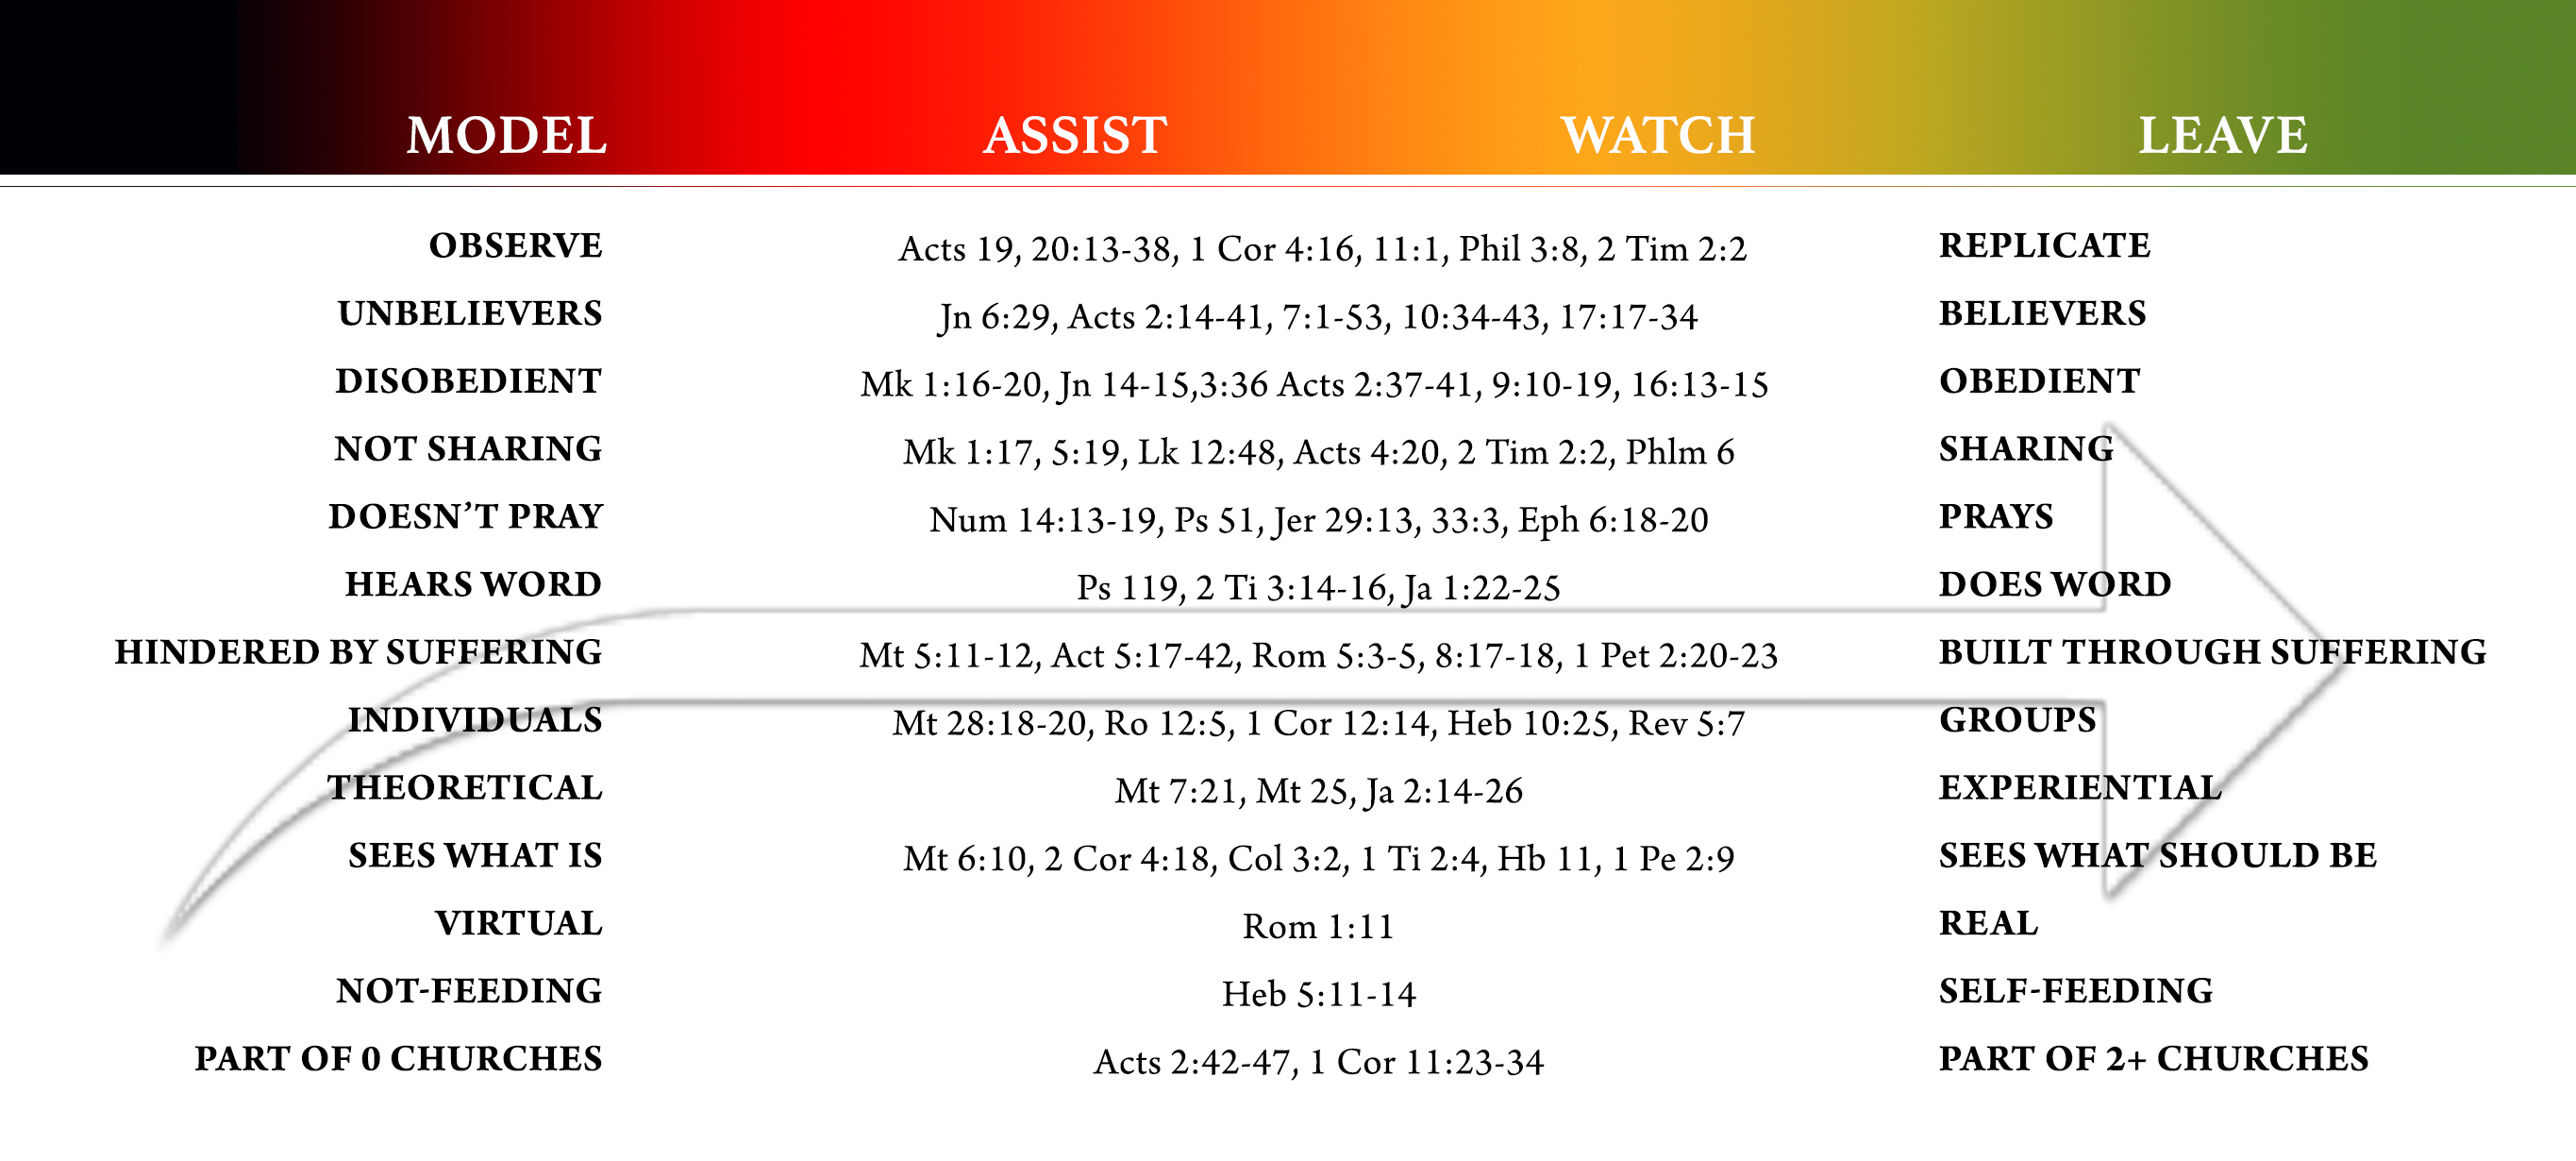 MODEL ASSIST WATCH LEAVE
OBSERVE Acts 19, 20:13-38, 1 Cor 4:16, 11:1, Phil 3:8, 2 Tim 2:2 REPLICATE
UNBELIEVERS Jn 6:29, Acts 2:14-41, 7:1-53, 10:34-43, 17:17-34 BELIEVERS
DISOBEDIENT Mk 1:16-20, Jn 14-15,3:36 Acts 2:37-41, 9:10-19, 16:13-15 OBEDIENT
NOT SHARING Mk 1:17, 5:19, Lk 12:48, Acts 4:20, 2 Tim 2:2, Phlm 6 SHARING
DOESN’T PRAY Num 14:13-19, Ps 51, Jer 29:13, 33:3, Eph 6:18-20 PRAYS
HEARS WORD Ps 119, 2 Ti 3:14-16, Ja 1:22-25 DOES WORD
HINDERED BY SUFFERING Mt 5:11-12, Act 5:17-42, Rom 5:3-5, 8:17-18, 1 Pet 2:20-23 BUILT THROUGH SUFFERING
INDIVIDUALS Mt 28:18-20, Ro 12:5, 1 Cor 12:14, Heb 10:25, Rev 5:7 GROUPS
THEORETICAL Mt 7:21, Mt 25, Ja 2:14-26 EXPERIENTIAL
SEES WHAT IS Mt 6:10, 2 Cor 4:18, Col 3:2, 1 Ti 2:4, Hb 11, 1 Pe 2:9 SEES WHAT SHOULD BE
VIRTUAL Rom 1:11 REAL
NOT-FEEDING Heb 5:11-14 SELF-FEEDING
PART OF 0 CHURCHES Acts 2:42-47, 1 Cor 11:23-34 PART OF 2+ CHURCHES